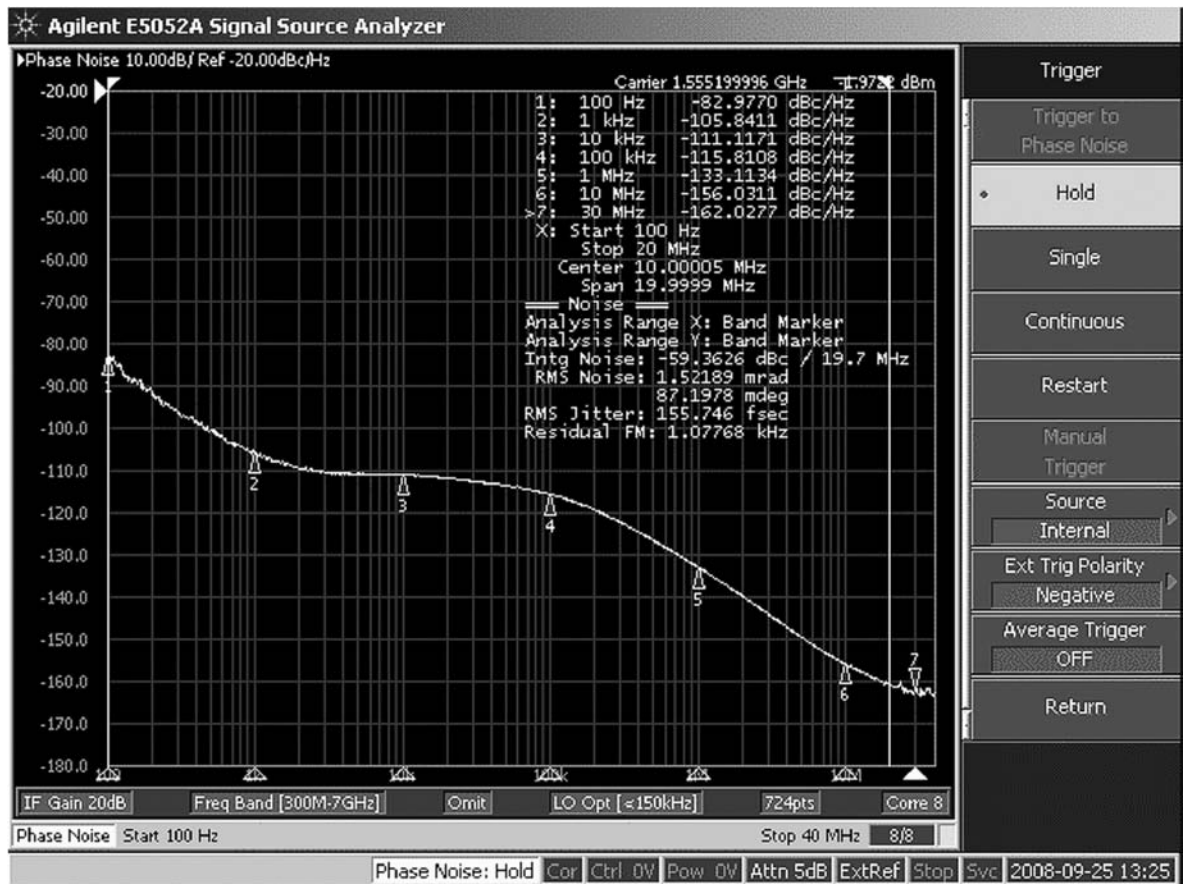 Agilent E5052A Signal Source Analyzer
Phase Noise 10.00dB/ Ref -20.00dBc/Hz
Carrier 1.555199996 GHz dBm
1: 100 Hz -82.9770 dBc/Hz
2: 1 kHz -105.8411 dBc/Hz
3: 10 kHz -111.1171 dBc/Hz
4: 100 kHz -115.8108 dBc/Hz
5: 1 MHz -133.1134 dBc/Hz
6: 10 MHz -156.0311 dBc/Hz
>7: 30 MHz -162.0277 dBc/Hz
X: Start 100 Hz
Stop 20 MHz
Center 10.00005 MHz
Span 19.9999 MHz
Noise
Analysis Range X: Band Marker
Analysis Range Y: Band Marker
Intg Noise: -59.3626 dBc / 19.7 MHz
RMS Noise: 1.52189 mrad
87.1978 mdeg
RMS Jitter: 155.746 fsec
Residual FM: 1.07768 kHz
-20.00
-30.00
-40.00
-50.00
-60.00
-70.00
-80.00
-90.00
-100.0
-110.0
-120.0
-130.0
-140.0
-150.0
-160.0
-170.0
-180.0
1
2
3
4
5
6
7
IF Gain 20dB Freq Band [300M-7GHz] Omit LO Opt [<150kHz] 724pts Corre 8
Phase Noise Start 100 Hz Stop 40 MHz 8/8
Phase Noise: Hold Cor Ctrl 0V Pow 0V Attn 5dB ExtRef Stop Svc 2008-09-25 13:25
Trigger
Trigger to
Phase Noise
Hold
Single
Continuous
Restart
Manual
Trigger
Source
Internal
Ext Trig Polarity
Negative
Average Trigger
OFF
Return